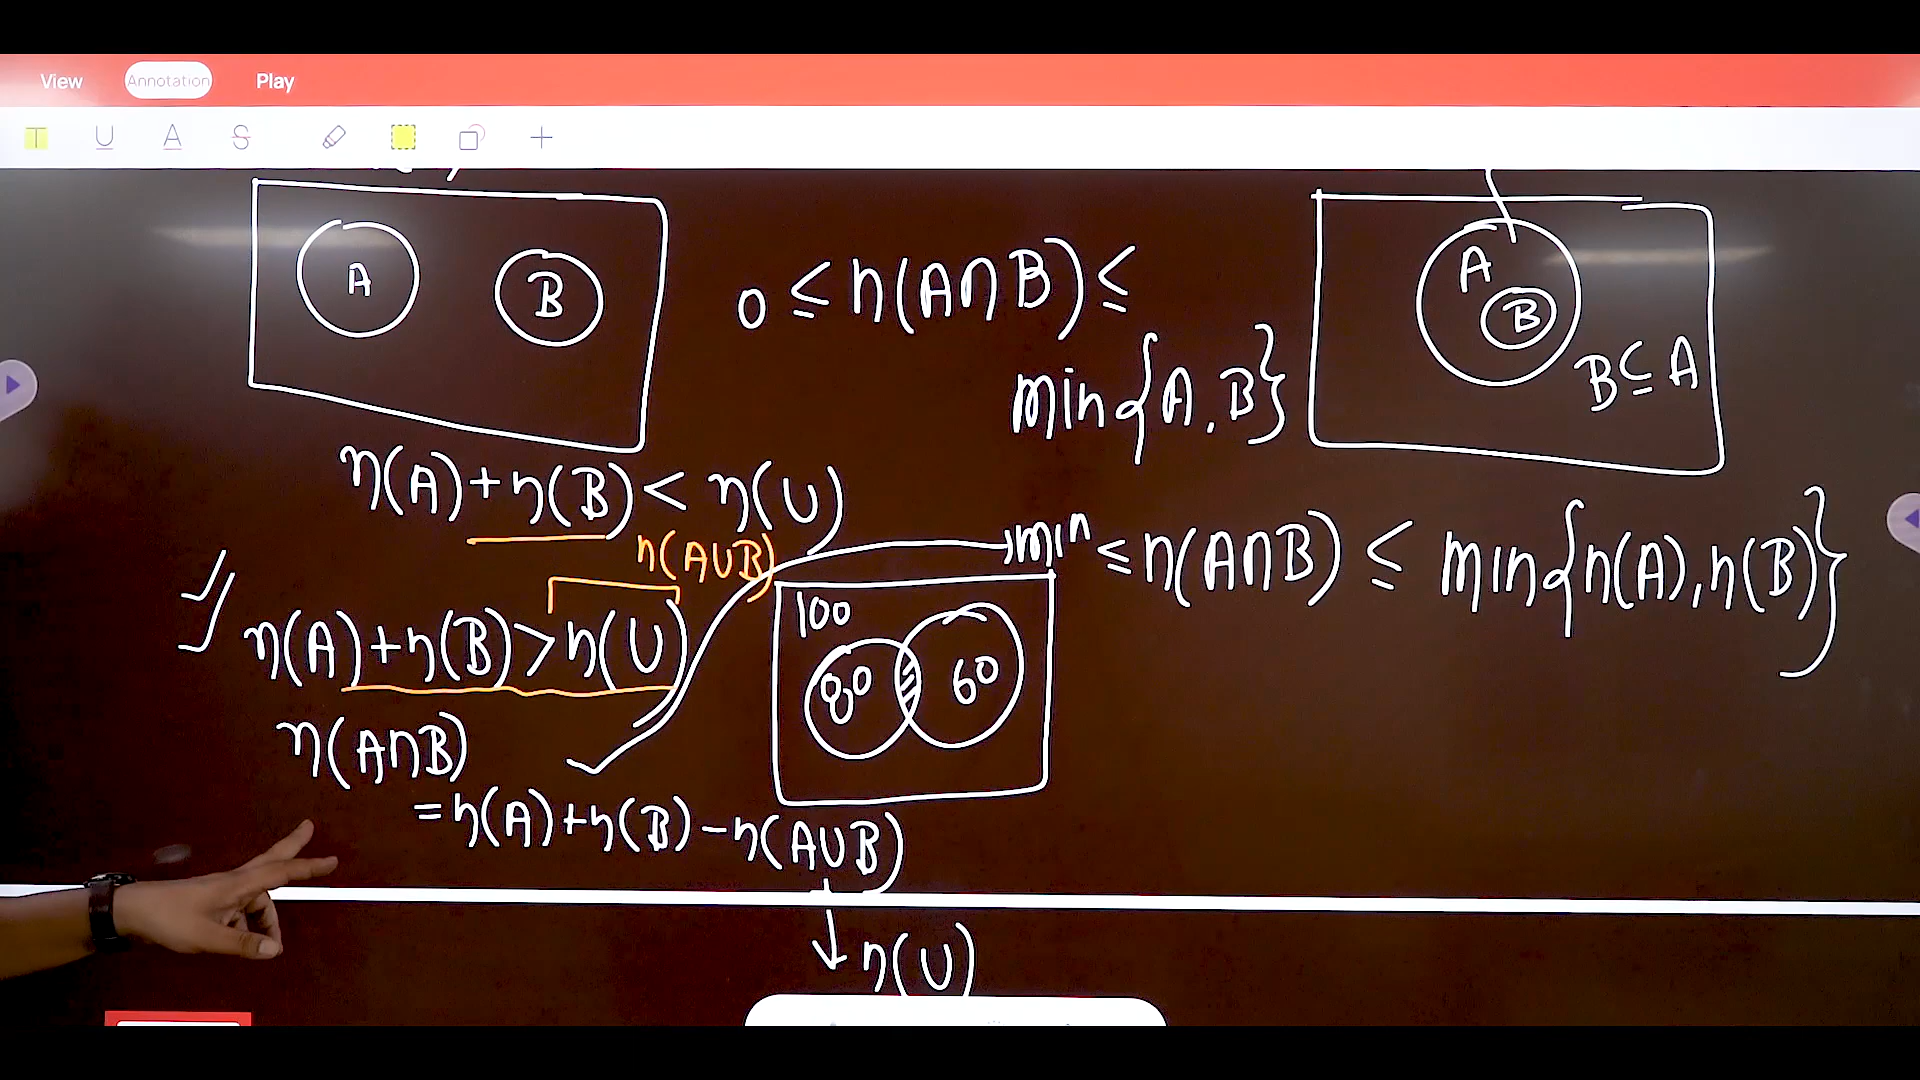 View Annotation Play
T U A S
A
B
0 ≤ η(A∩B) ≤
min{A,B}
A
B
B⊆A
η(A)+η(B) < η(U)
η(A∪B)
min ≤ η(A∩B) ≤ min{η(A),η(B)}
η(A)+η(B)>η(U)
100
80 60
η(A∩B)
=η(A)+η(B)-η(A∪B)
↓ η(U)